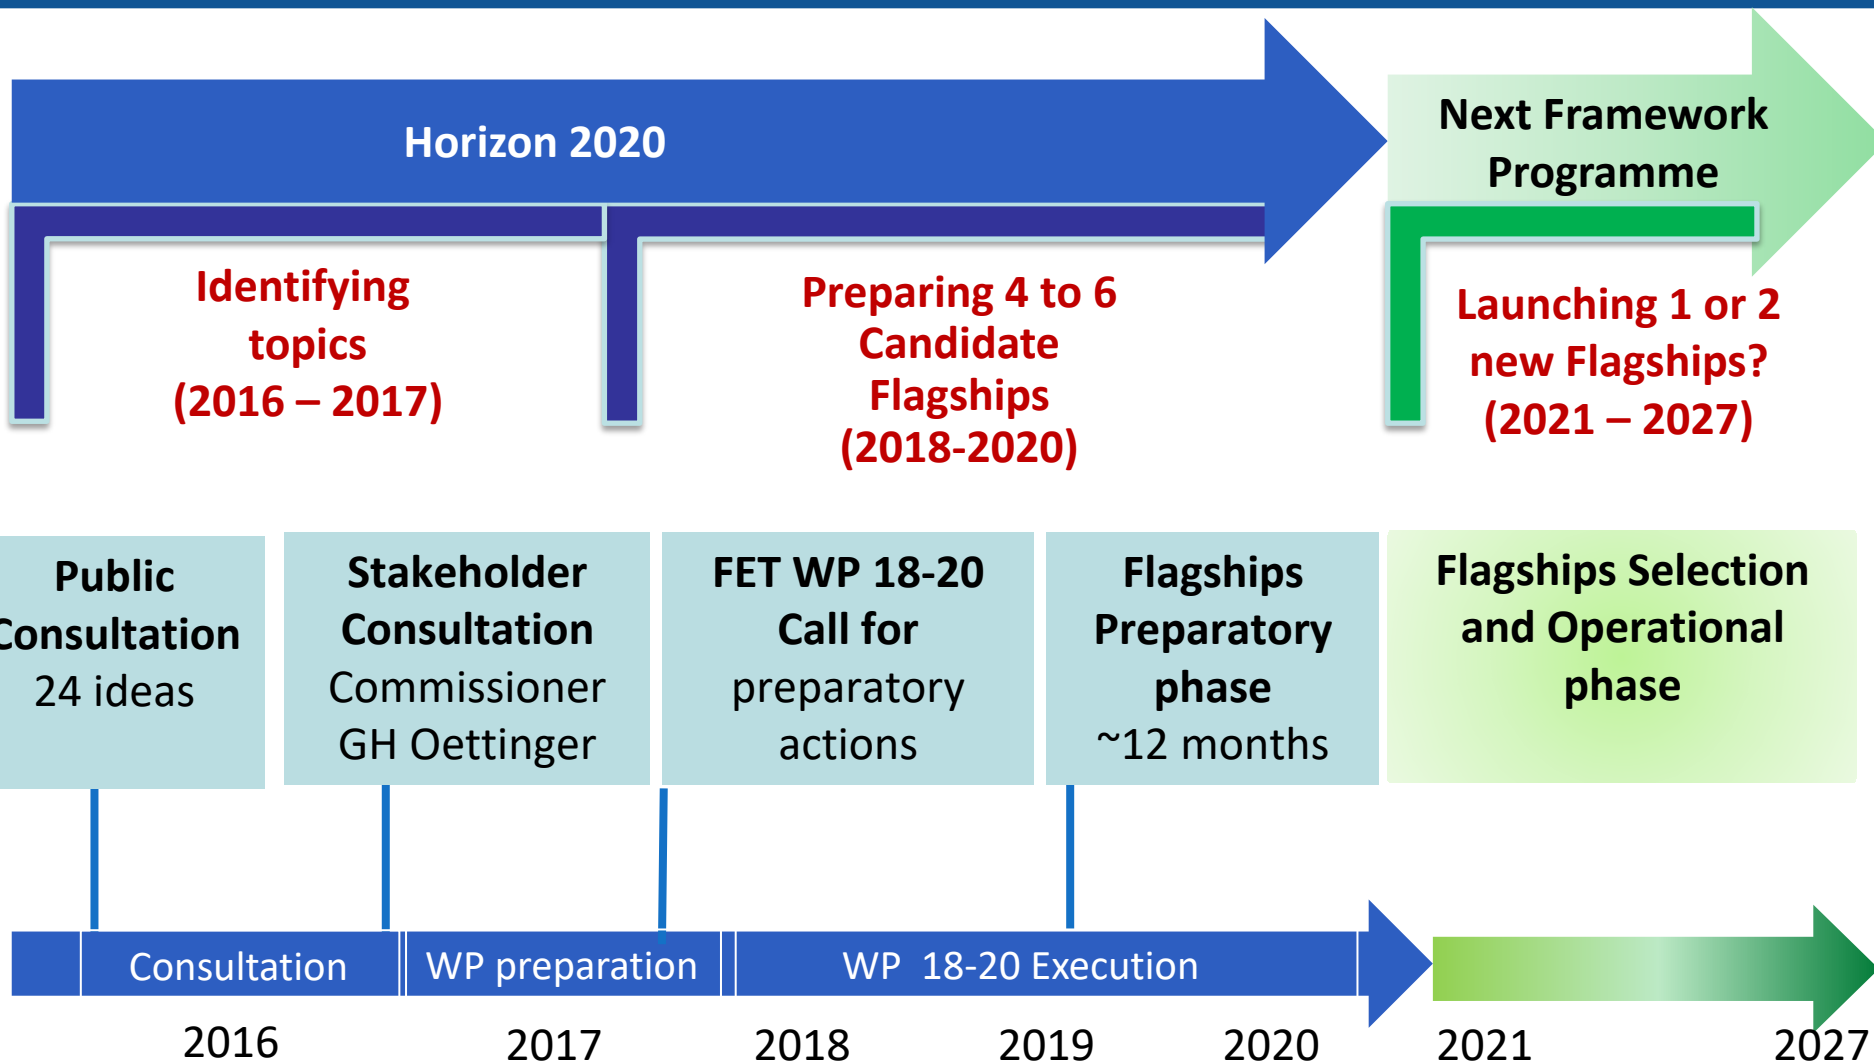 Horizon 2020
Next Framework
Programme
Identifying
topics
(2016 – 2017)
Preparing 4 to 6
Candidate
Flagships
(2018-2020)
Launching 1 or 2
new Flagships?
(2021 – 2027)
Public
Consultation
24 ideas
Stakeholder
Consultation
Commissioner
GH Oettinger
FET WP 18-20
Call for
preparatory
actions
Flagships
Preparatory
phase
~12 months
Flagships Selection
and Operational
phase
Consultation
WP preparation
WP 18-20 Execution
2016
2017
2018
2019
2020
2021
2027